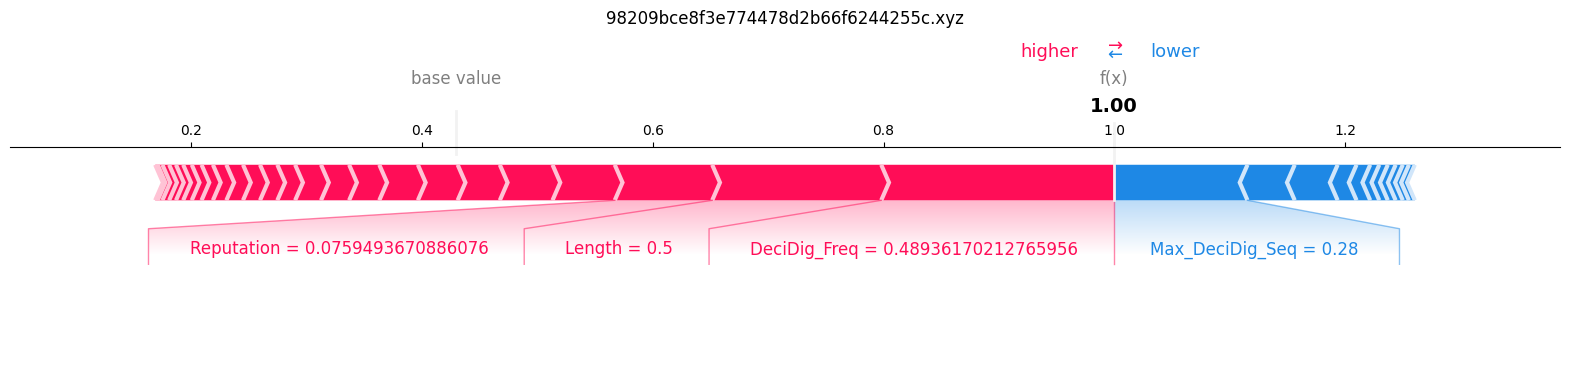 98209bce8f3e774478d2b66f6244255c.xyz
higher ⇄ lower
base value f(x)
1.00
0.2 0.4 0.6 0.8 1.0 1.2
Reputation = 0.0759493670886076 Length = 0.5 DeciDig_Freq = 0.48936170212765956 Max_DeciDig_Seq = 0.28